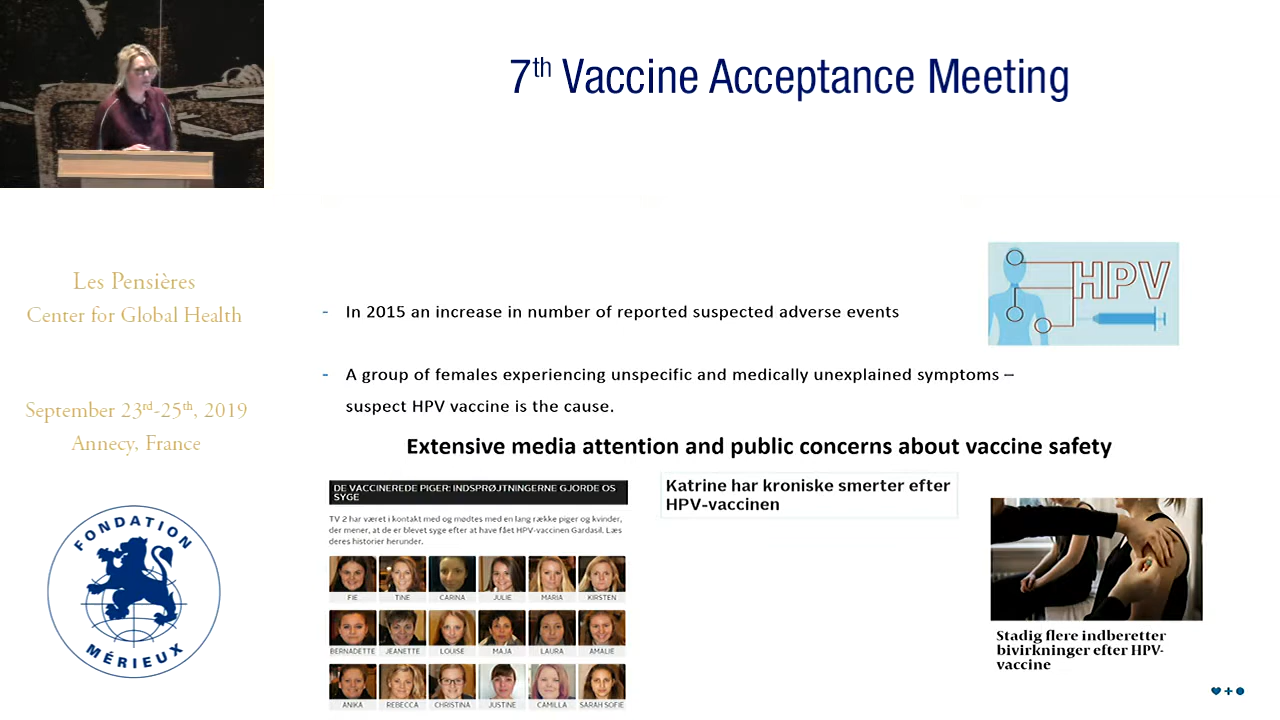 7th Vaccine Acceptance Meeting
Les Pensières
Center for Global Health
September 23rd-25th, 2019
Annecy, France
FONDATION
MÉRIEUX
HPV
- In 2015 an increase in number of reported suspected adverse events
- A group of females experiencing unspecific and medically unexplained symptoms –
suspect HPV vaccine is the cause.
Extensive media attention and public concerns about vaccine safety
DE VACCINEREDE PIGER: INDSPRØJTNINGERNE GJORDE OS
SYGE
TV 2 har været i kontakt med og mødtes med en lang række piger og kvinder,
der mener, at de er blevet syge efter at have fået HPV-vaccinen Gardasil. Læs
deres historier herunder.
FIE TINE CARINA JULIE MARIA KIRSTEN
BERNADETTE JEANETTE LOUISE MAJA LAURA AMALIE
ANIKA REBECCA CHRISTINA JUSTINE CAMILLA SARAH SOFIE
Katrine har kroniske smerter efter
HPV-vaccinen
Stadig flere indberetter
bivirkninger efter HPV-
vaccine